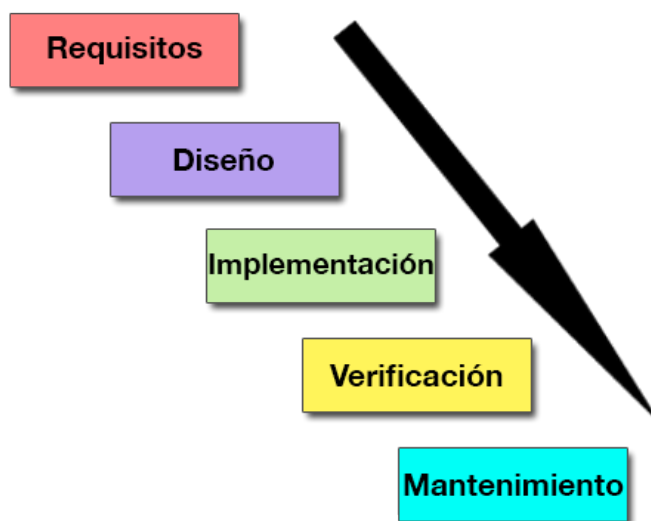 Requisitos
Diseño
Implementación
Verificación
Mantenimiento